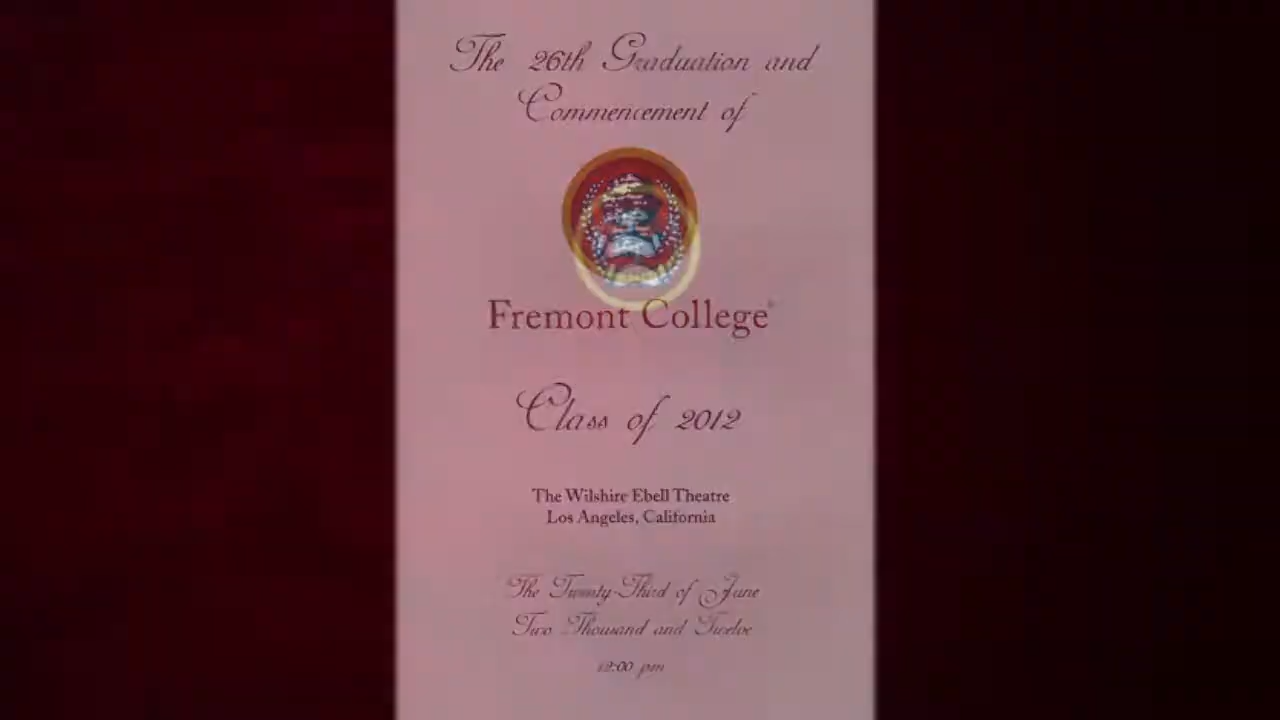 The 26th Graduation and
Commencement of
Fremont College®
Class of 2012
The Wilshire Ebell Theatre
Los Angeles, California
The Twenty-Third of June
Two Thousand and Twelve
12:00 pm